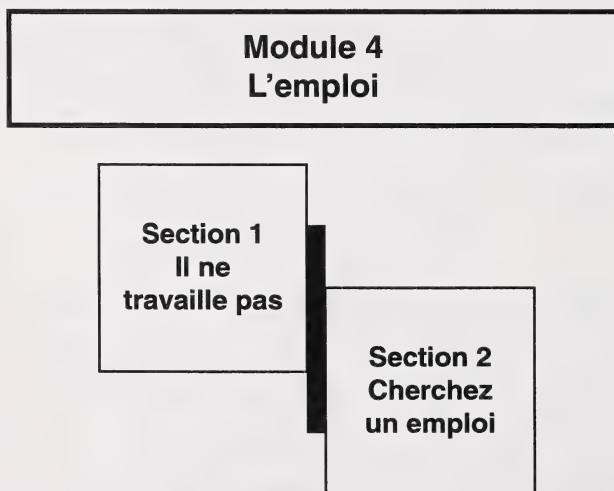 Module 4
L'emploi
Section 1
Il ne
travaille pas
Section 2
Cherchez
un emploi